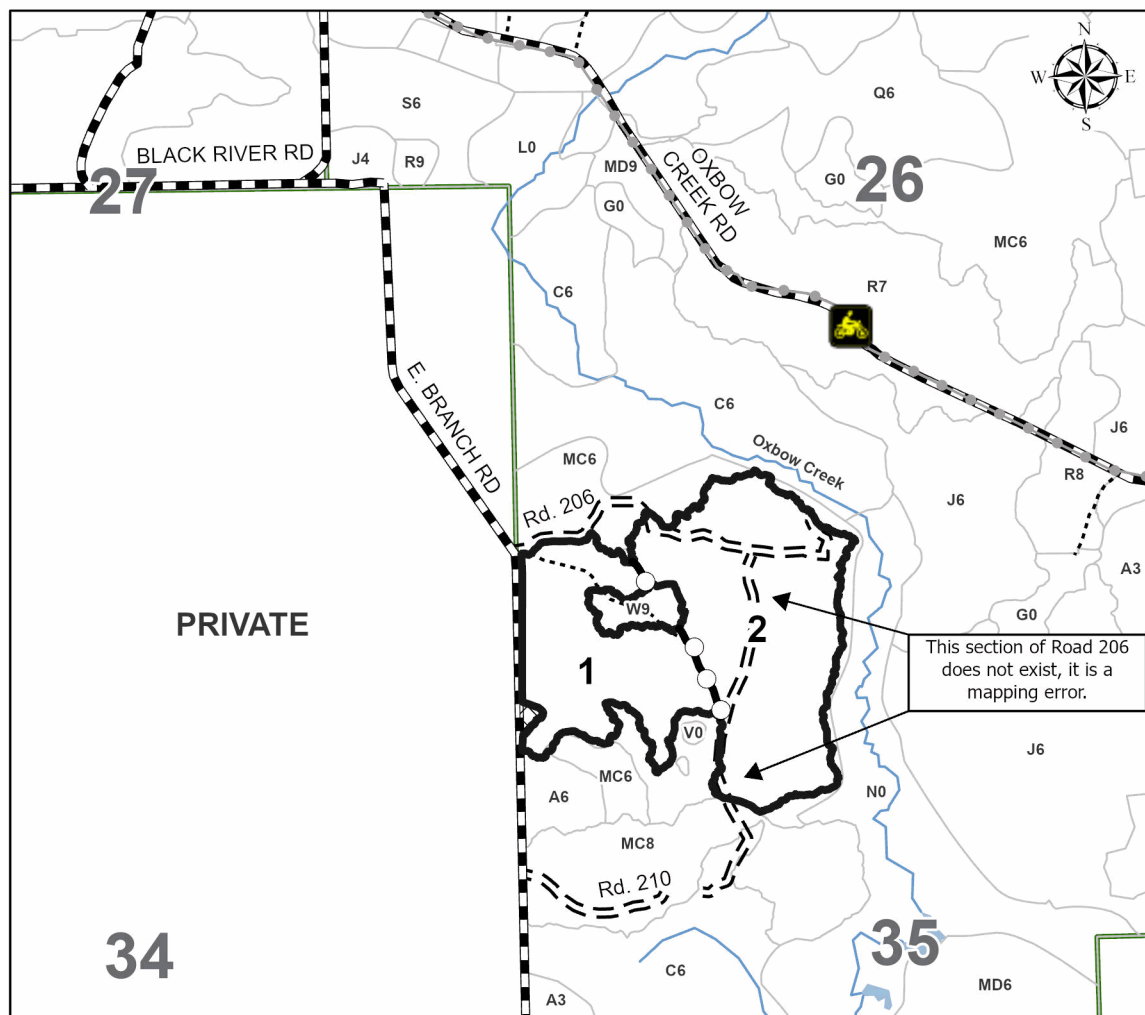 N
W E
S
S6
Q6
L0
BLACK RIVER RD
J4
R9
MD9
OXBOW
CREEK RD
27
G0
26
G0
MC6
C6
R7
E. BRANCH RD
C6
J6
Oxbow Creek
MC6
R8
Rd. 206
J6
A3
W9
G0
PRIVATE
2
This section of Road 206
does not exist, it is a
mapping error.
1
V0
J6
MC6
A6
N0
MC8
Rd. 210
34
35
C6
MD6
A3